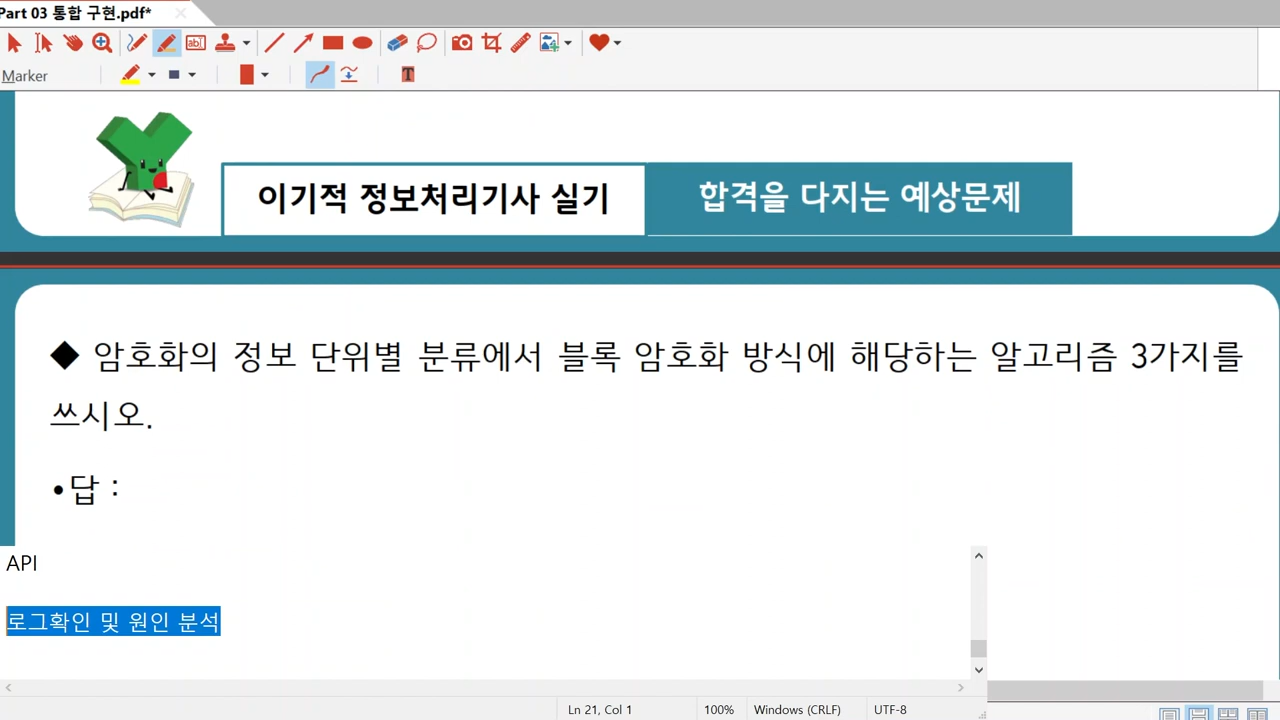 Part 03 통합 구현.pdf*
ab
Marker
T
이기적 정보처리기사 실기
합격을 다지는 예상문제
◆ 암호화의 정보 단위별 분류에서 블록 암호화 방식에 해당하는 알고리즘 3가지를
쓰시오.
•답 :
API
로그확인 및 원인 분석
Ln 21, Col 1
100%
Windows (CRLF)
UTF-8